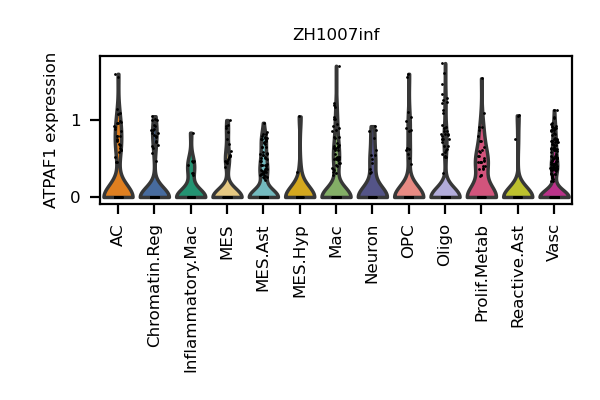 ZH1007inf
ATPAF1 expression
1
0
AC
Chromatin.Reg
Inflammatory.Mac
MES
MES.Ast
MES.Hyp
Mac
Neuron
OPC
Oligo
Prolif.Metab
Reactive.Ast
Vasc